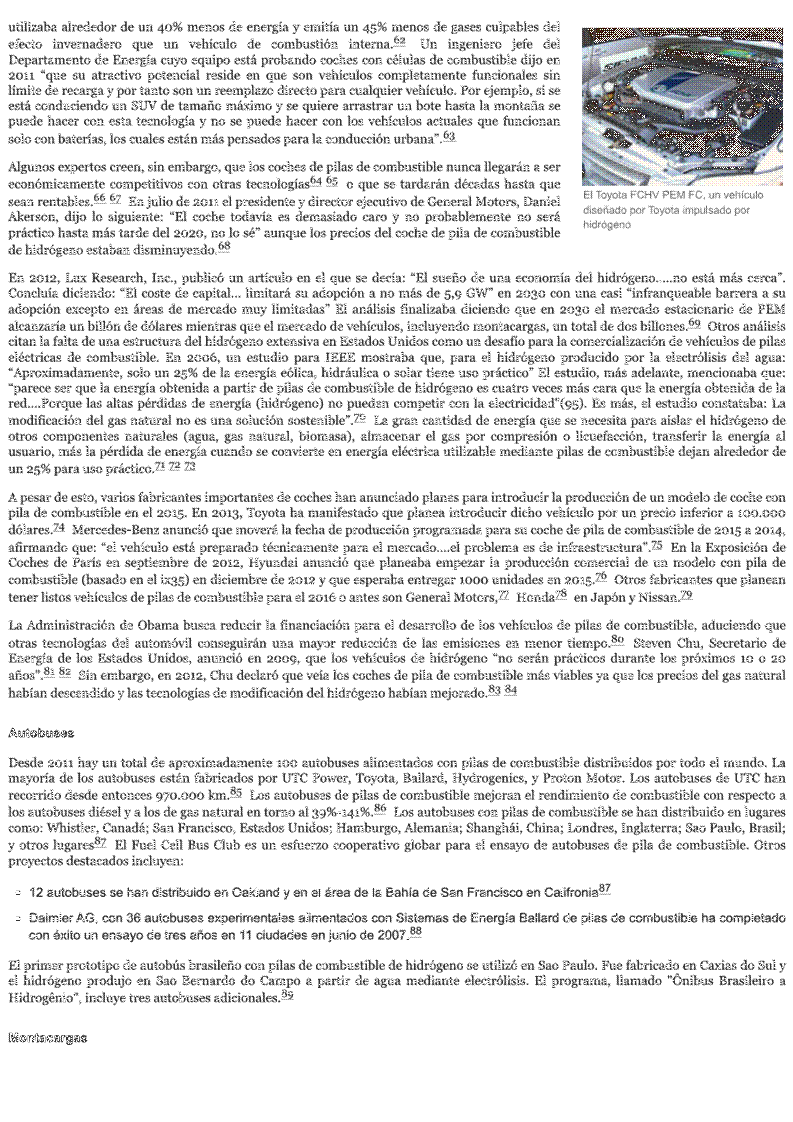 utilizaba alrededor de un 40% menos de energía y emitía un 45% menos de gases culpables del
efecto invernadero que un vehículo de combustión interna.62 Un ingeniero jefe del
Departamento de Energía cuyo equipo está probando coches con células de combustible dijo en
2011 “que su atractivo potencial reside en que son vehículos completamente funcionales sin
límite de recarga y por tanto son un reemplazo directo para cualquier vehículo. Por ejemplo, si se
está conduciendo un SUV de tamaño máximo y se quiere arrastrar un bote hasta la montaña se
puede hacer con esta tecnología y no se puede hacer con los vehículos actuales que funcionan
solo con baterías, los cuales están más pensados para la conducción urbana”.63
El Toyota FCHV PEM FC, un vehículo
diseñado por Toyota impulsado por
hidrógeno
Algunos expertos creen, sin embargo, que los coches de pilas de combustible nunca llegarán a ser
económicamente competitivos con otras tecnologías64 65 o que se tardarán décadas hasta que
sean rentables.66 67 En julio de 2011 el presidente y director ejecutivo de General Motors, Daniel
Akerson, dijo lo siguiente: “El coche todavía es demasiado caro y no probablemente no será
práctico hasta más tarde del 2020, no lo sé” aunque los precios del coche de pila de combustible
de hidrógeno estaban disminuyendo.68
En 2012, Lux Research, Inc., publicó un artículo en el que se decía: “El sueño de una economía del hidrógeno....no está más cerca”.
Concluía diciendo: “El coste de capital... limitará su adopción a no más de 5,9 GW” en 2030 con una casi “infranqueable barrera a su
adopción excepto en áreas de mercado muy limitadas” El análisis finalizaba diciendo que en 2030 el mercado estacionario de PEM
alcanzaría un billón de dólares mientras que el mercado de vehículos, incluyendo montacargas, un total de dos billones.69 Otros análisis
citan la falta de una estructura del hidrógeno extensiva en Estados Unidos como un desafío para la comercialización de vehículos de pilas
eléctricas de combustible. En 2006, un estudio para IEEE mostraba que, para el hidrógeno producido por la electrólisis del agua:
“Aproximadamente, solo un 25% de la energía eólica, hidráulica o solar tiene uso práctico” El estudio, más adelante, mencionaba que:
“parece ser que la energía obtenida a partir de pilas de combustible de hidrógeno es cuatro veces más cara que la energía obtenida de la
red....Porque las altas pérdidas de energía (hidrógeno) no pueden competir con la electricidad”(95). Es más, el estudio constataba: La
modificación del gas natural no es una solución sostenible”.70 La gran cantidad de energía que se necesita para aislar el hidrógeno de
otros componentes naturales (agua, gas natural, biomasa), almacenar el gas por compresión o licuefacción, transferir la energía al
usuario, más la pérdida de energía cuando se convierte en energía eléctrica utilizable mediante pilas de combustible dejan alrededor de
un 25% para uso práctico.71 72 73
A pesar de esto, varios fabricantes importantes de coches han anunciado planes para introducir la producción de un modelo de coche con
pila de combustible en el 2015. En 2013, Toyota ha manifestado que planea introducir dicho vehículo por un precio inferior a 100.000
dólares.74 Mercedes-Benz anunció que moverá la fecha de producción programada para su coche de pila de combustible de 2015 a 2014,
afirmando que: “el vehículo está preparado técnicamente para el mercado....el problema es de infraestructura”.75 En la Exposición de
Coches de París en septiembre de 2012, Hyundai anunció que planeaba empezar la producción comercial de un modelo con pila de
combustible (basado en el ix35) en diciembre de 2012 y que esperaba entregar 1000 unidades en 2015.76 Otros fabricantes que planean
tener listos vehículos de pilas de combustible para el 2016 o antes son General Motors,77 Honda78 en Japón y Nissan.79
La Administración de Obama busca reducir la financiación para el desarrollo de los vehículos de pilas de combustible, aduciendo que
otras tecnologías del automóvil conseguirán una mayor reducción de las emisiones en menor tiempo.80 Steven Chu, Secretario de
Energía de los Estados Unidos, anunció en 2009, que los vehículos de hidrógeno “no serán prácticos durante los próximos 10 o 20
años”.81 82 Sin embargo, en 2012, Chu declaró que veía los coches de pila de combustible más viables ya que los precios del gas natural
habían descendido y las tecnologías de modificación del hidrógeno habían mejorado.83 84
Autobuses
Desde 2011 hay un total de aproximadamente 100 autobuses alimentados con pilas de combustible distribuidos por todo el mundo. La
mayoría de los autobuses están fabricados por UTC Power, Toyota, Ballard, Hydrogenics, y Proton Motor. Los autobuses de UTC han
recorrido desde entonces 970.000 km.85 Los autobuses de pilas de combustible mejoran el rendimiento de combustible con respecto a
los autobuses diésel y a los de gas natural en torno al 39%-141%.86 Los autobuses con pilas de combustible se han distribuido en lugares
como: Whistler, Canadá; San Francisco, Estados Unidos; Hamburgo, Alemania; Shanghái, China; Londres, Inglaterra; Sao Paulo, Brasil;
y otros lugares87 El Fuel Cell Bus Club es un esfuerzo cooperativo globar para el ensayo de autobuses de pila de combustible. Otros
proyectos destacados incluyen:
12 autobuses se han distribuido en Oakland y en el área de la Bahía de San Francisco en Califronia87
Daimler AG, con 36 autobuses experimentales alimentados con Sistemas de Energía Ballard de pilas de combustible ha completado
con éxito un ensayo de tres años en 11 ciudades en junio de 2007.88
El primer prototipo de autobús brasileño con pilas de combustible de hidrógeno se utilizó en Sao Paulo. Fue fabricado en Caxias do Sul y
el hidrógeno produjo en Sao Bernardo do Campo a partir de agua mediante electrólisis. El programa, llamado "Ônibus Brasileiro a
Hidrogênio", incluye tres autobuses adicionales.89
Montacargas